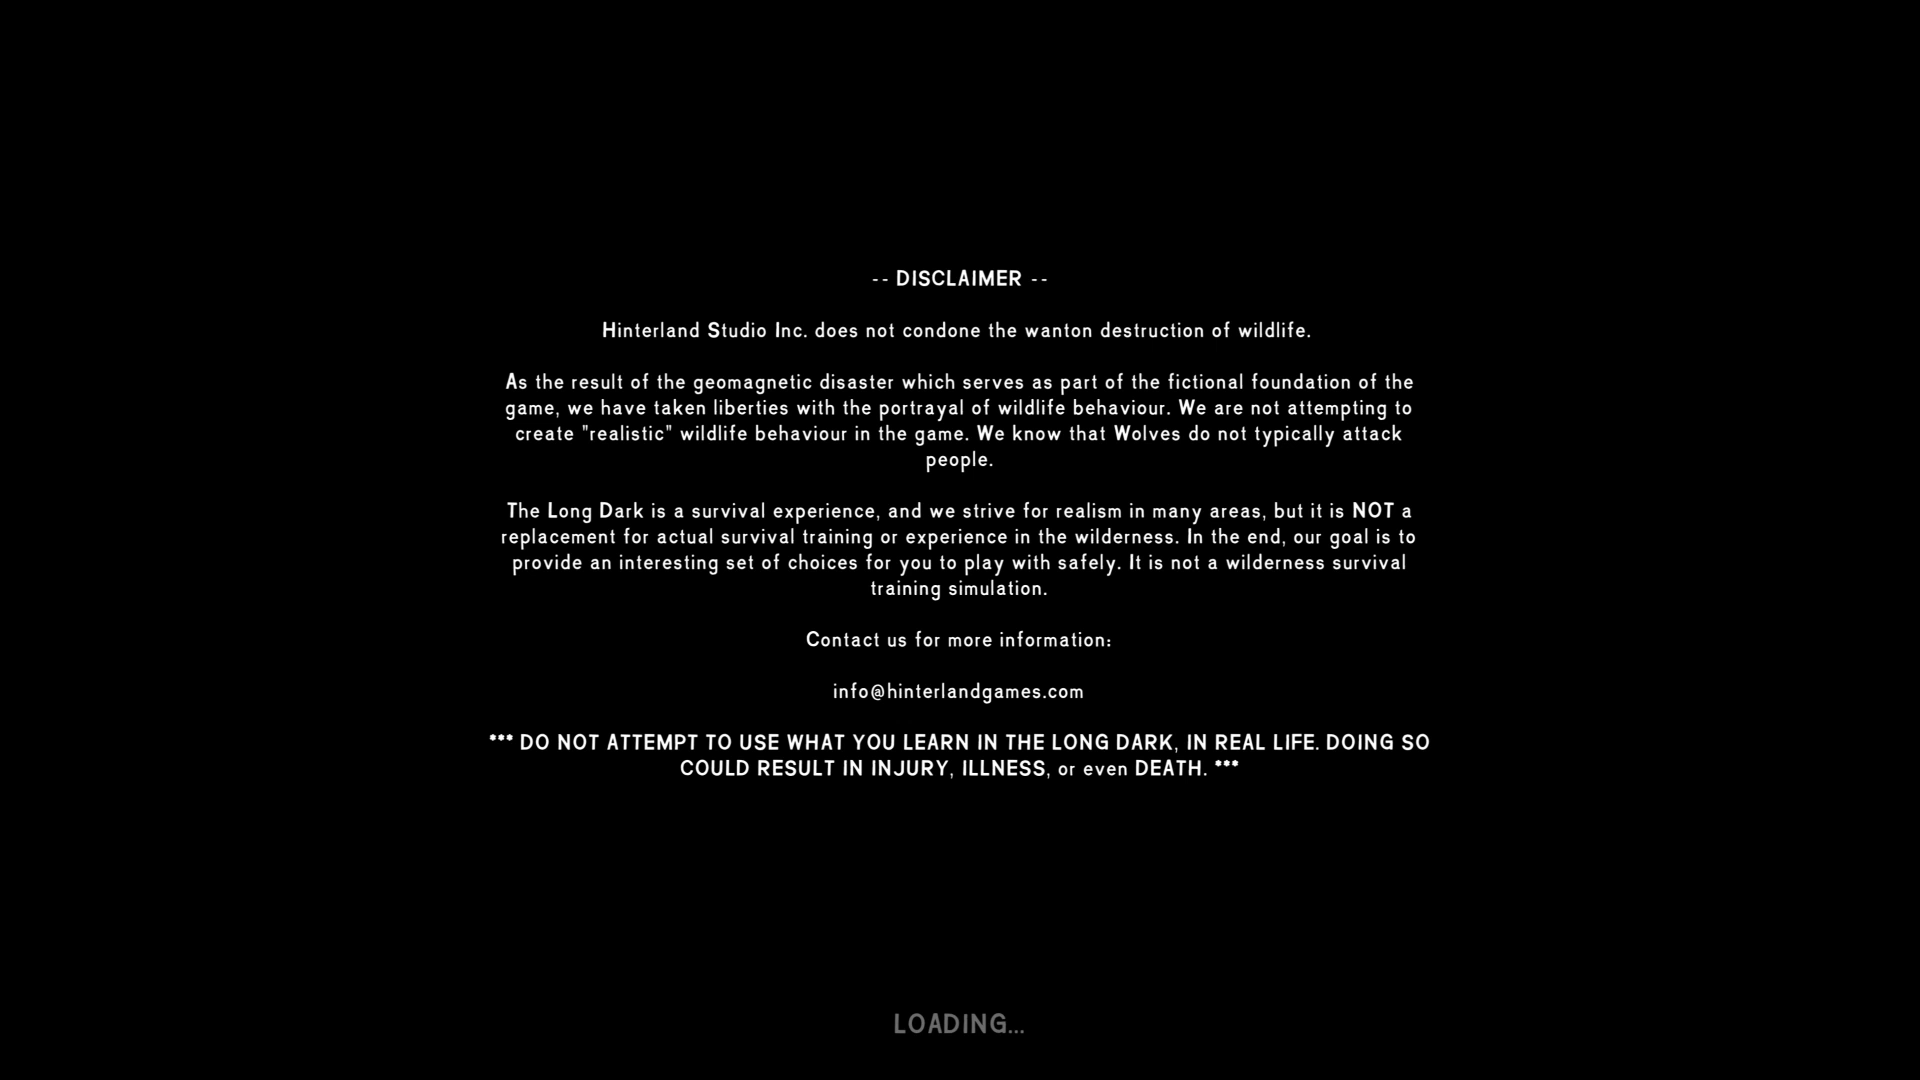 -- DISCLAIMER --
Hinterland Studio Inc. does not condone the wanton destruction of wildlife.
As the result of the geomagnetic disaster which serves as part of the fictional foundation of the
game, we have taken liberties with the portrayal of wildlife behaviour. We are not attempting to
create "realistic" wildlife behaviour in the game. We know that Wolves do not typically attack
people.
The Long Dark is a survival experience, and we strive for realism in many areas, but it is NOT a
replacement for actual survival training or experience in the wilderness. In the end, our goal is to
provide an interesting set of choices for you to play with safely. It is not a wilderness survival
training simulation.
Contact us for more information:
info@hinterlandgames.com
*** DO NOT ATTEMPT TO USE WHAT YOU LEARN IN THE LONG DARK, IN REAL LIFE. DOING SO
COULD RESULT IN INJURY, ILLNESS, or even DEATH. ***
LOADING...